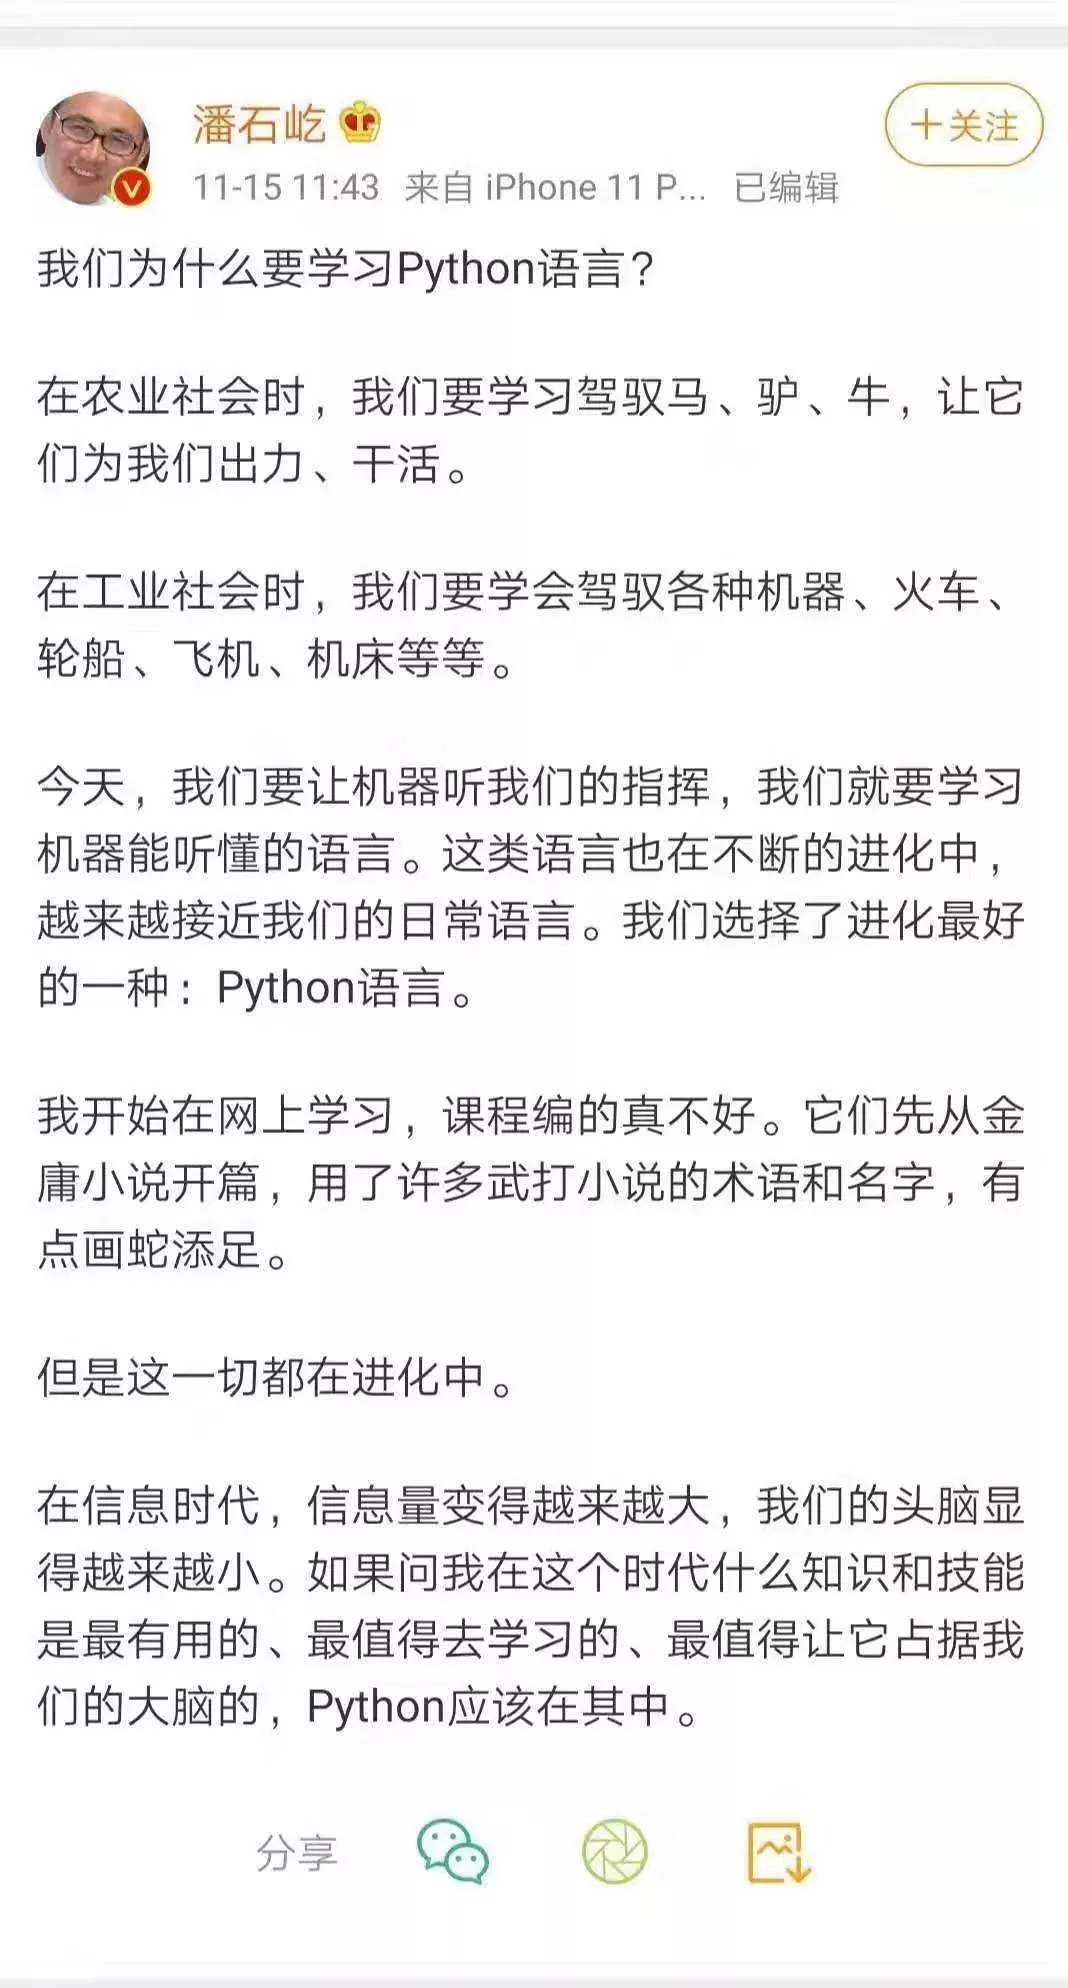 潘石屹
+关注
11-15 11:43 来自 iPhone 11 P... 已编辑
我们为什么要学习Python语言？
在农业社会时，我们要学习驾驭马、驴、牛，让它
们为我们出力、干活。
在工业社会时，我们要学会驾驭各种机器、火车、
轮船、飞机、机床等等。
今天，我们要让机器听我们的指挥，我们就要学习
机器能听懂的语言。这类语言也在不断的进化中，
越来越接近我们的日常语言。我们选择了进化最好
的一种：Python语言。
我开始在网上学习，课程编的真不好。它们先从金
庸小说开篇，用了许多武打小说的术语和名字，有
点画蛇添足。
但是这一切都在进化中。
在信息时代，信息量变得越来越大，我们的头脑显
得越来越小。如果问我在这个时代什么知识和技能
是最有用的、最值得去学习的、最值得让它占据我
们的大脑的，Python应该在其中。
分享